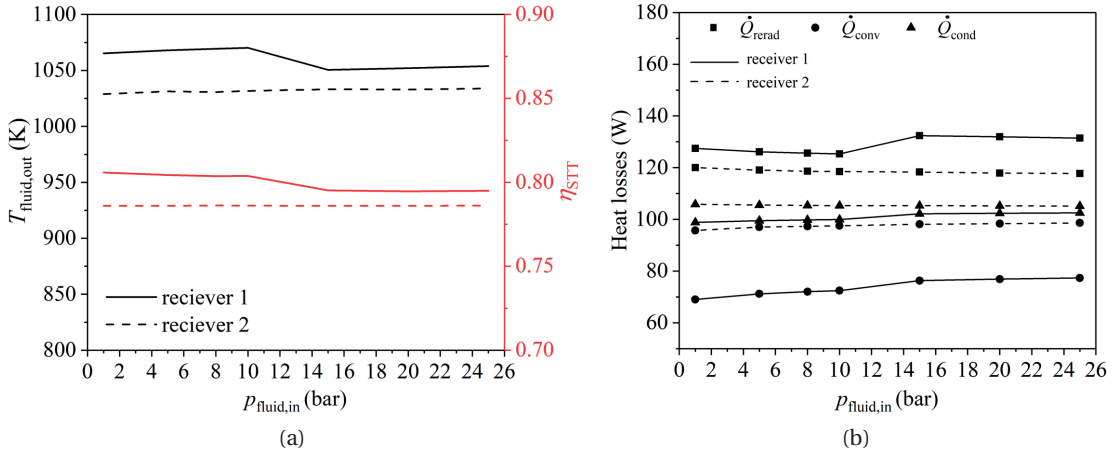 1100
1050
1000
950
900
850
800
T_fluid,out (K)
0.90
0.85
0.80
0.75
0.70
η_STT
reciever 1
reciever 2
0 2 4 6 8 10 12 14 16 18 20 22 24 26
p_fluid,in (bar)
(a)
180
160
140
120
100
80
60
Heat losses (W)
Q̇_rerad Q̇_conv Q̇_cond
receiver 1
receiver 2
0 2 4 6 8 10 12 14 16 18 20 22 24 26
p_fluid,in (bar)
(b)